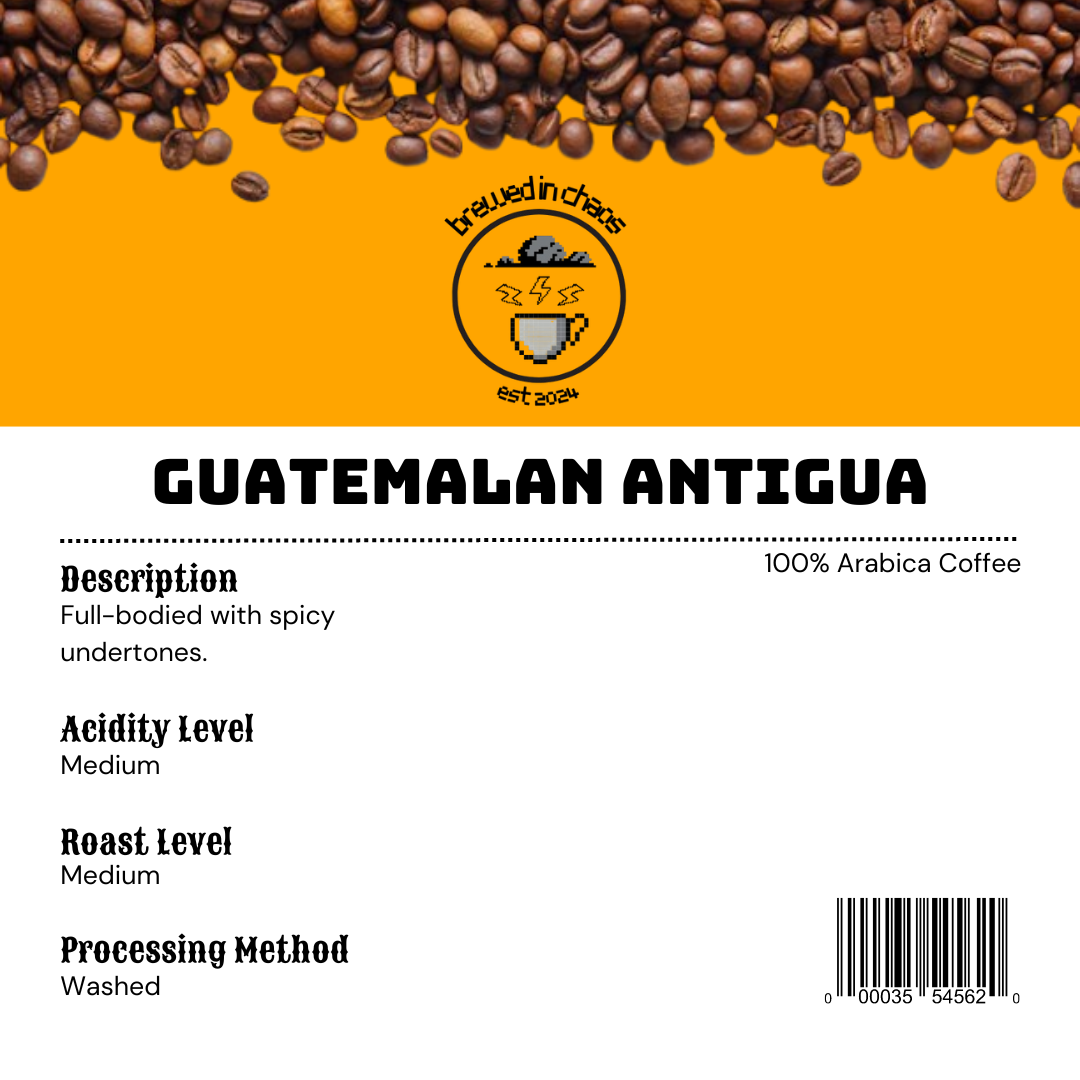 brewed in chaos
est 2024
GUATEMALAN ANTIGUA
100% Arabica Coffee
Description
Full-bodied with spicy
undertones.
Acidity Level
Medium
Roast Level
Medium
Processing Method
Washed
0 00035 54562 0